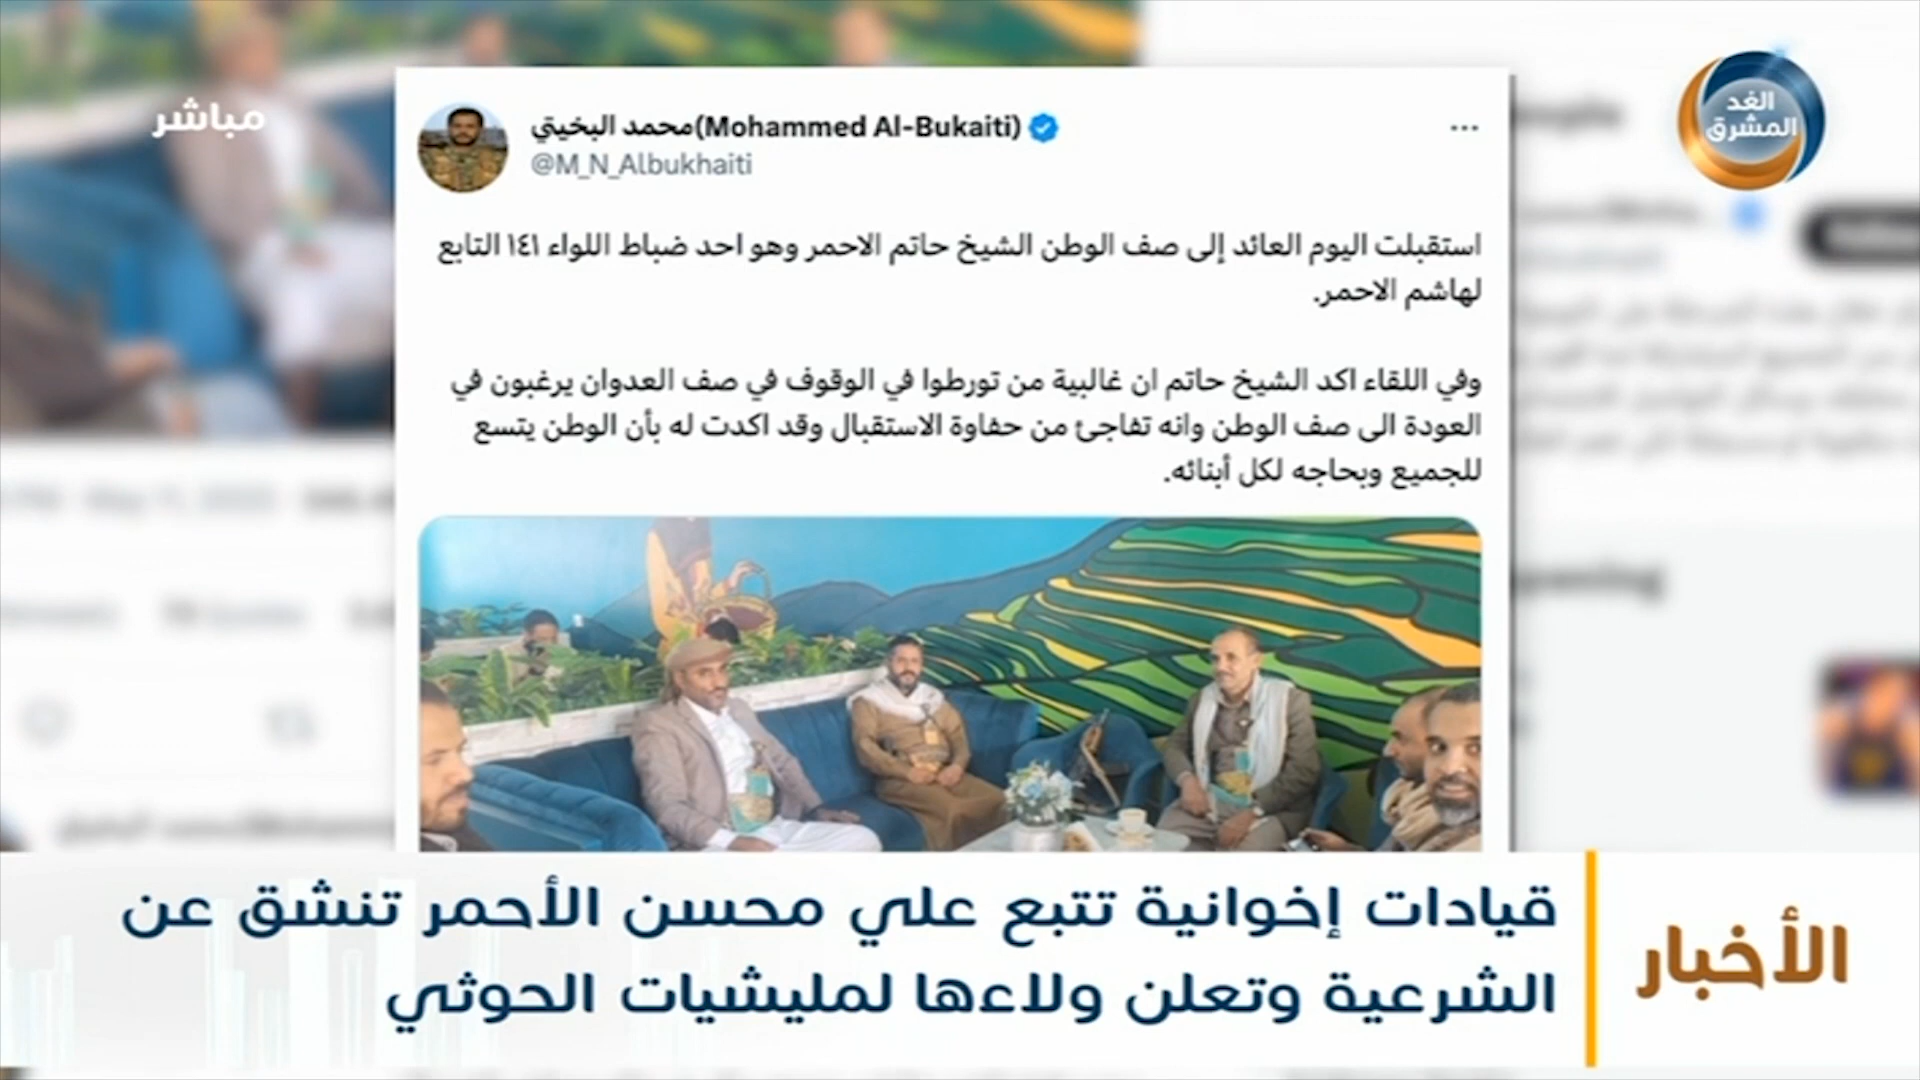 مباشر
الغد
المشرق
محمد البخيتي(Mohammed Al-Bukaiti)
@M_N_Albukhaiti
استقبلت اليوم العائد إلى صف الوطن الشيخ حاتم الاحمر وهو احد ضباط اللواء ١٤١ التابع
لهاشم الاحمر.
وفي اللقاء اكد الشيخ حاتم ان غالبية من تورطوا في الوقوف في صف العدوان يرغبون في
العودة الى صف الوطن وانه تفاجئ من حفاوة الاستقبال وقد اكدت له بأن الوطن يتسع
للجميع وبحاجه لكل أبنائه.
الأخبار
قيادات إخوانية تتبع علي محسن الأحمر تنشق عن
الشرعية وتعلن ولاءها لمليشيات الحوثي